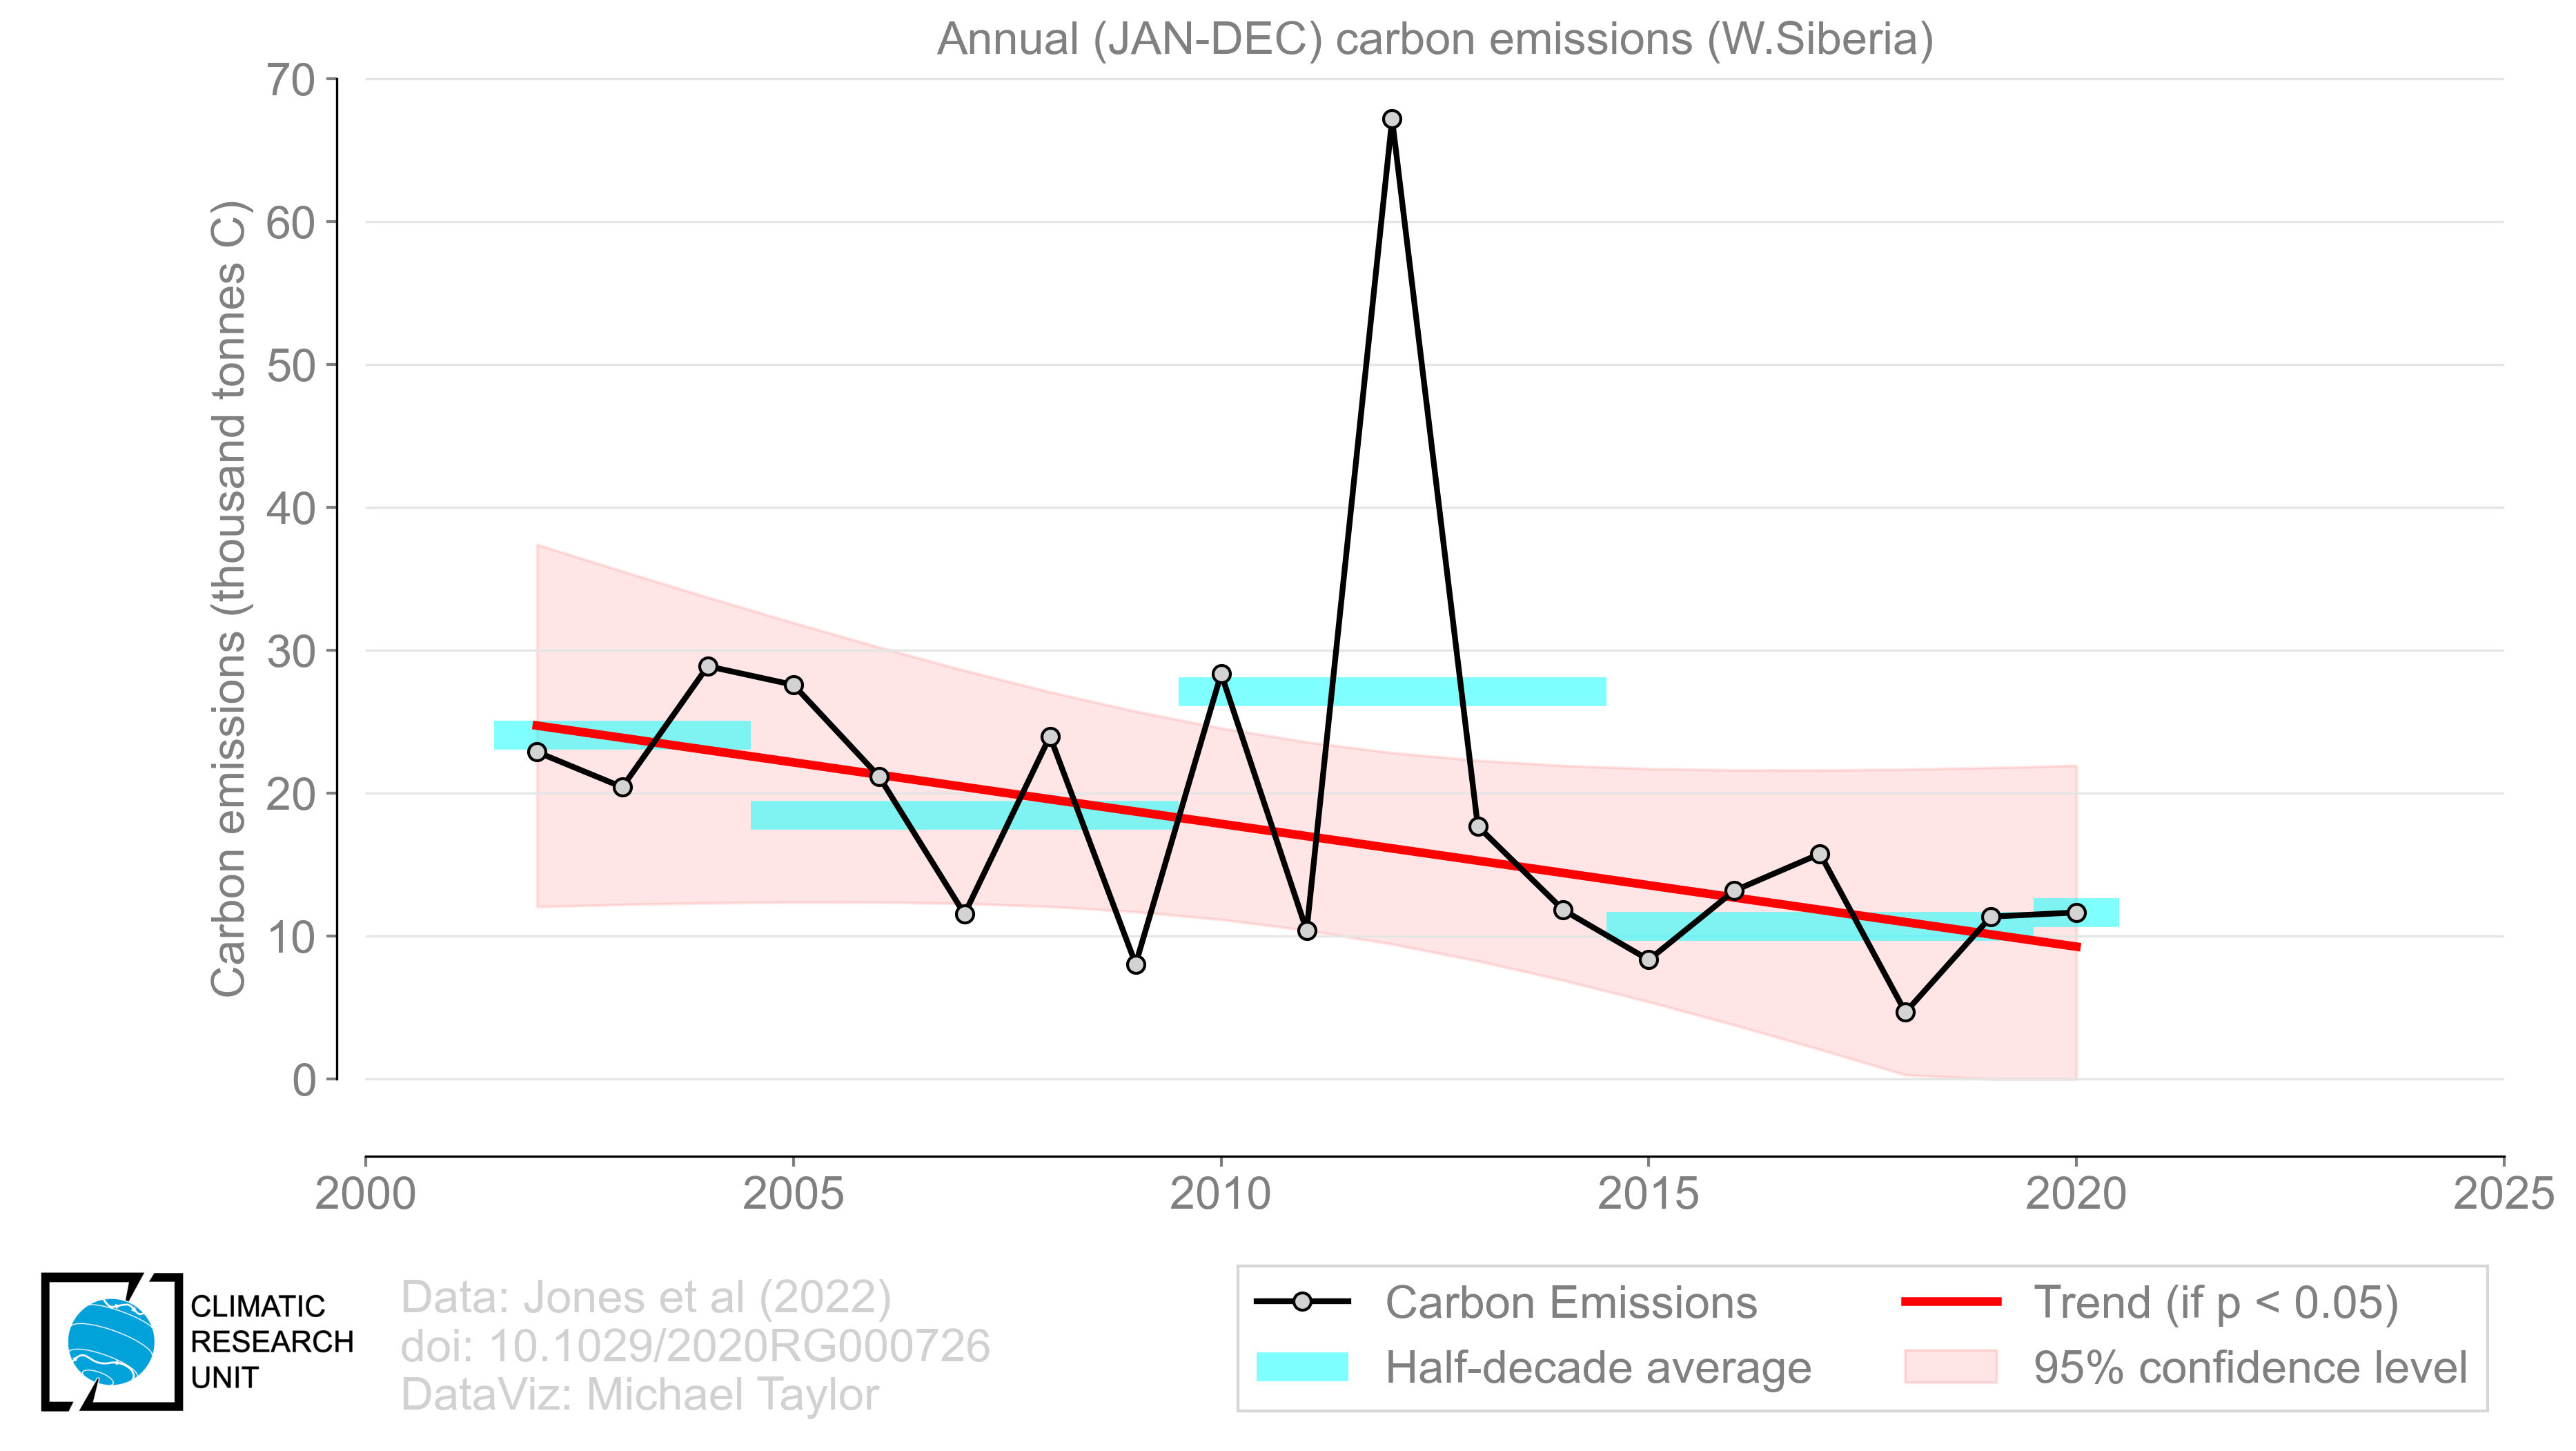 Annual (JAN-DEC) carbon emissions (W.Siberia)
Carbon emissions (thousand tonnes C)
70
60
50
40
30
20
10
0
2000 2005 2010 2015 2020 2025
CLIMATIC
RESEARCH
UNIT
Data: Jones et al (2022)
doi: 10.1029/2020RG000726
DataViz: Michael Taylor
Carbon Emissions
Half-decade average
Trend (if p < 0.05)
95% confidence level